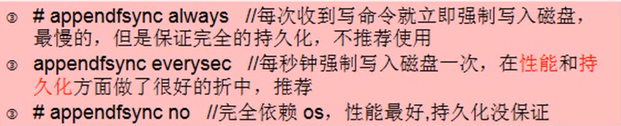 ③ # appendfsync always //每次收到写命令就立即强制写入磁盘，
最慢的，但是保证完全的持久化，不推荐使用
③ appendfsync everysec //每秒钟强制写入磁盘一次，在性能和持
久化方面做了很好的折中，推荐
③ # appendfsync no //完全依赖 os，性能最好,持久化没保证